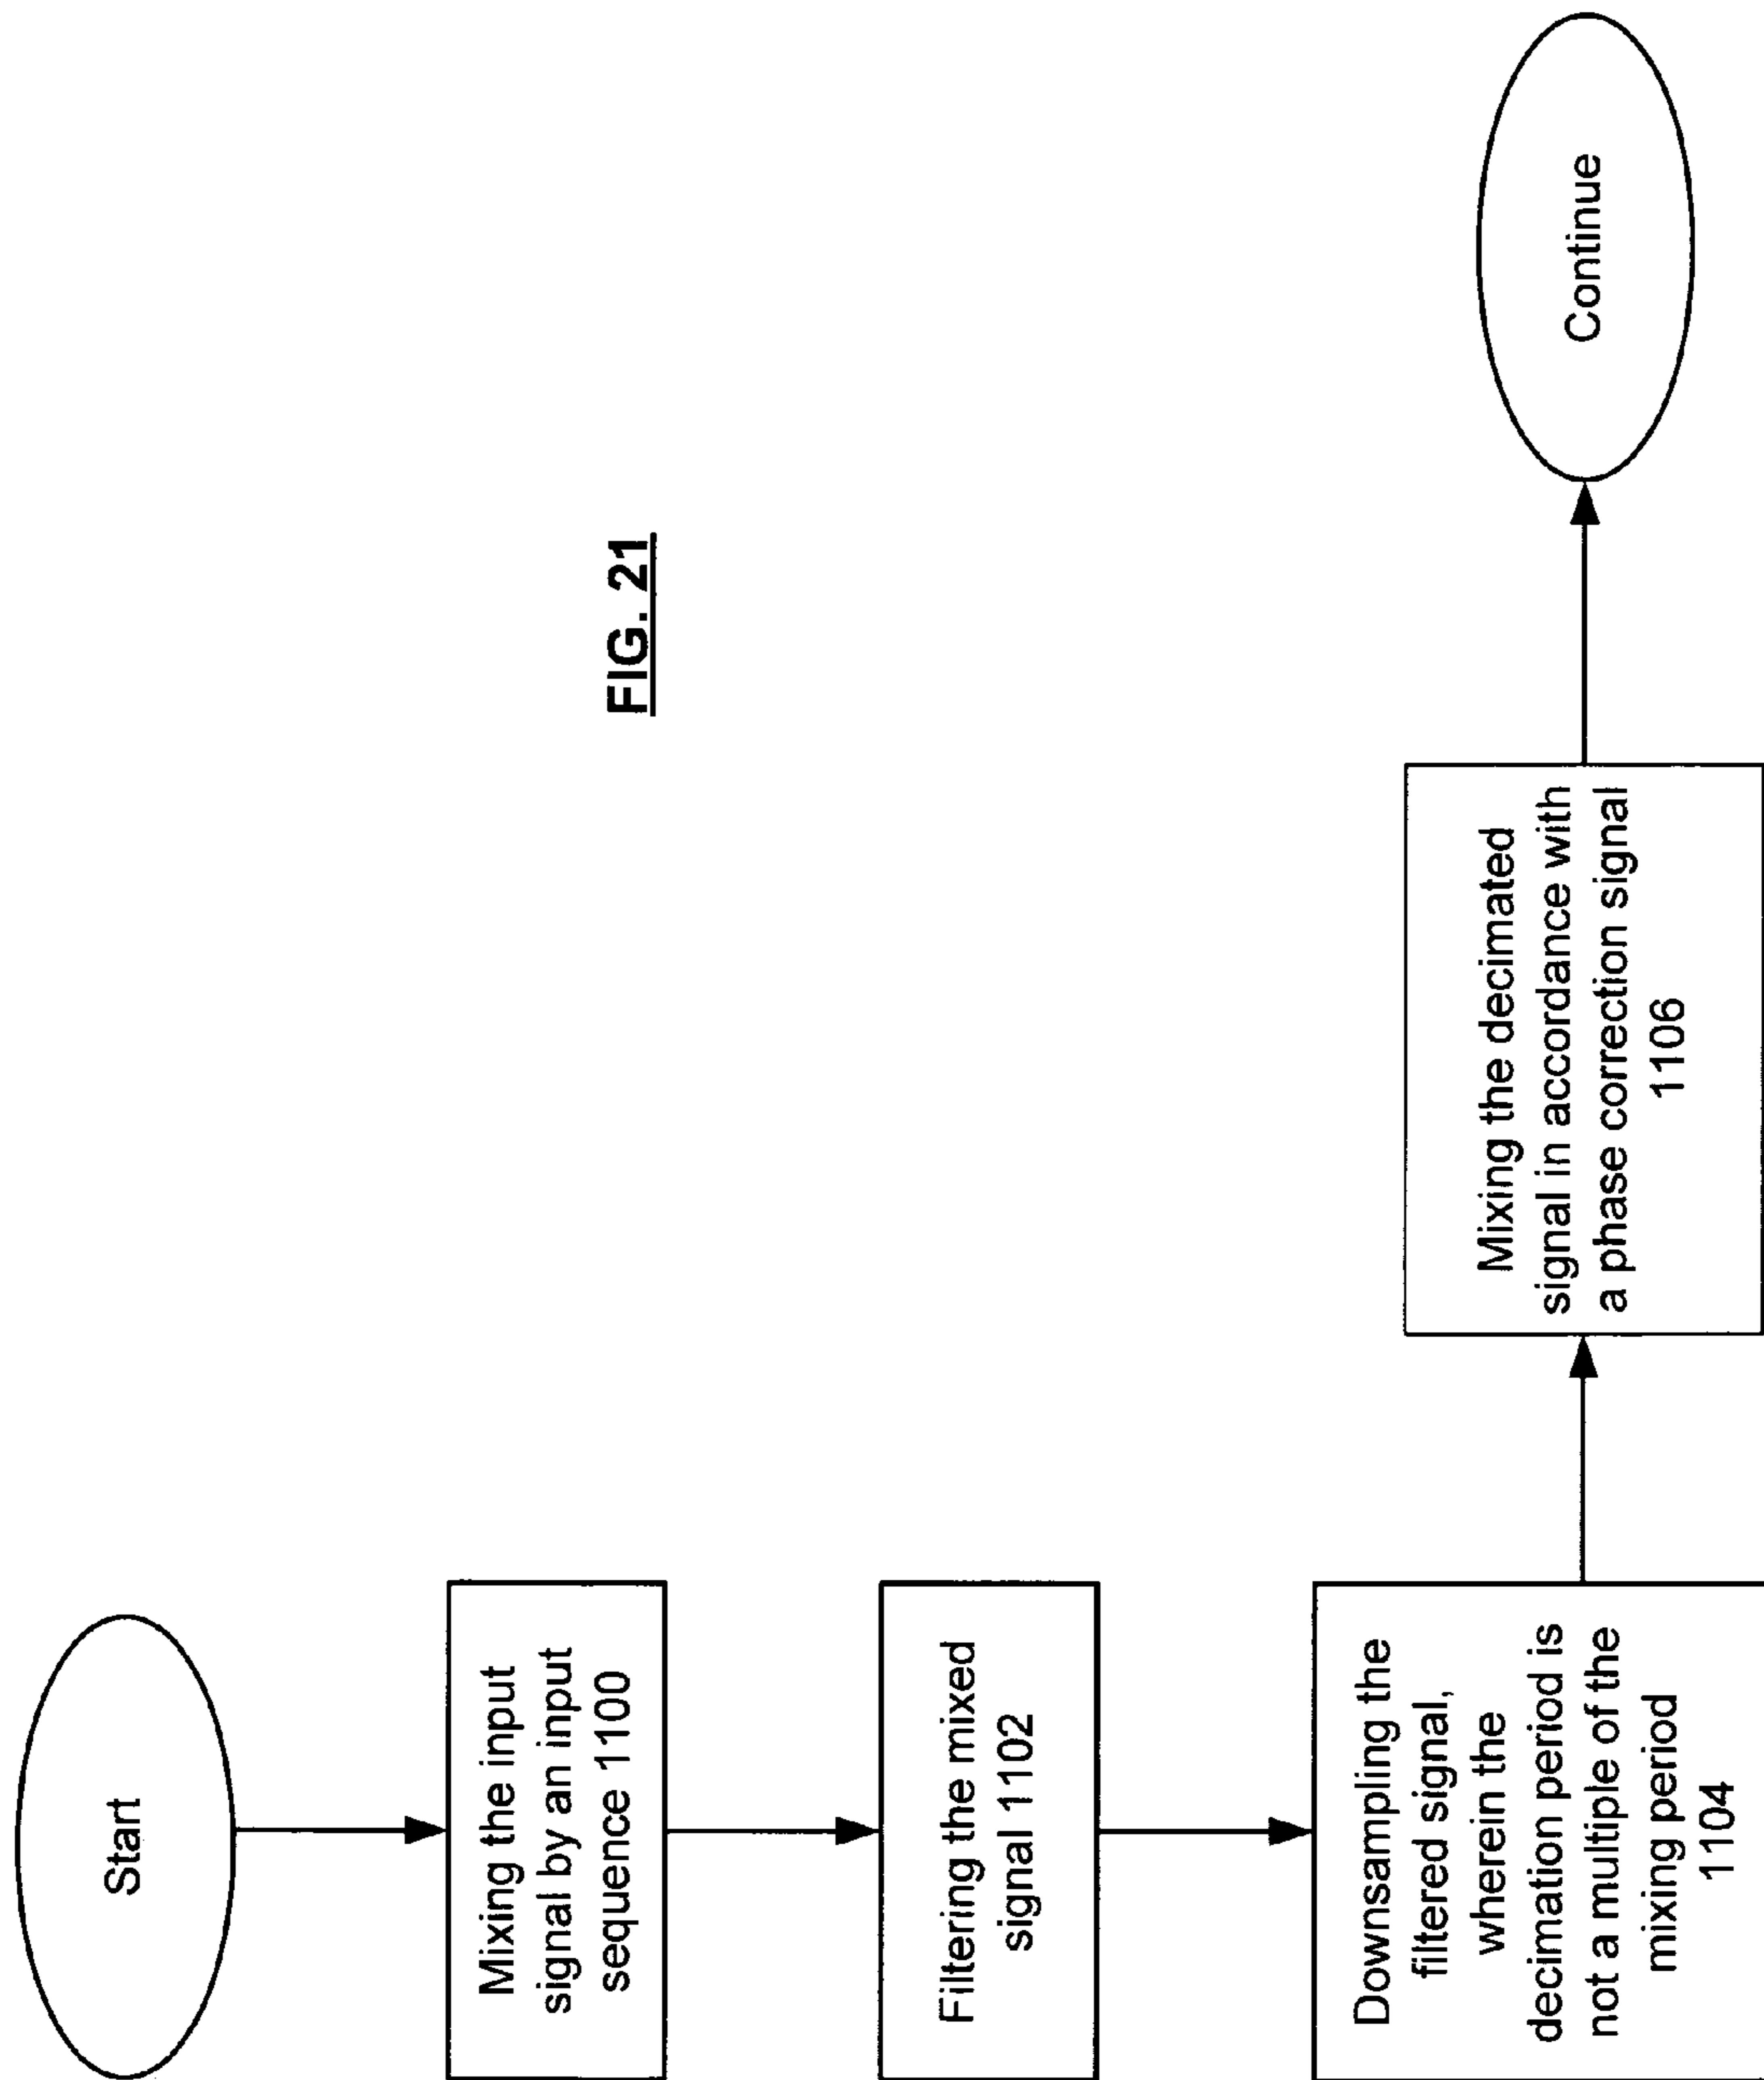 Start
Mixing the input
signal by an input
sequence 1100
Filtering the mixed
signal 1102
Downsampling the
filtered signal,
wherein the
decimation period is
not a multiple of the
mixing period
1104
Mixing the decimated
signal in accordance with
a phase correction signal
1106
Continue
FIG. 21